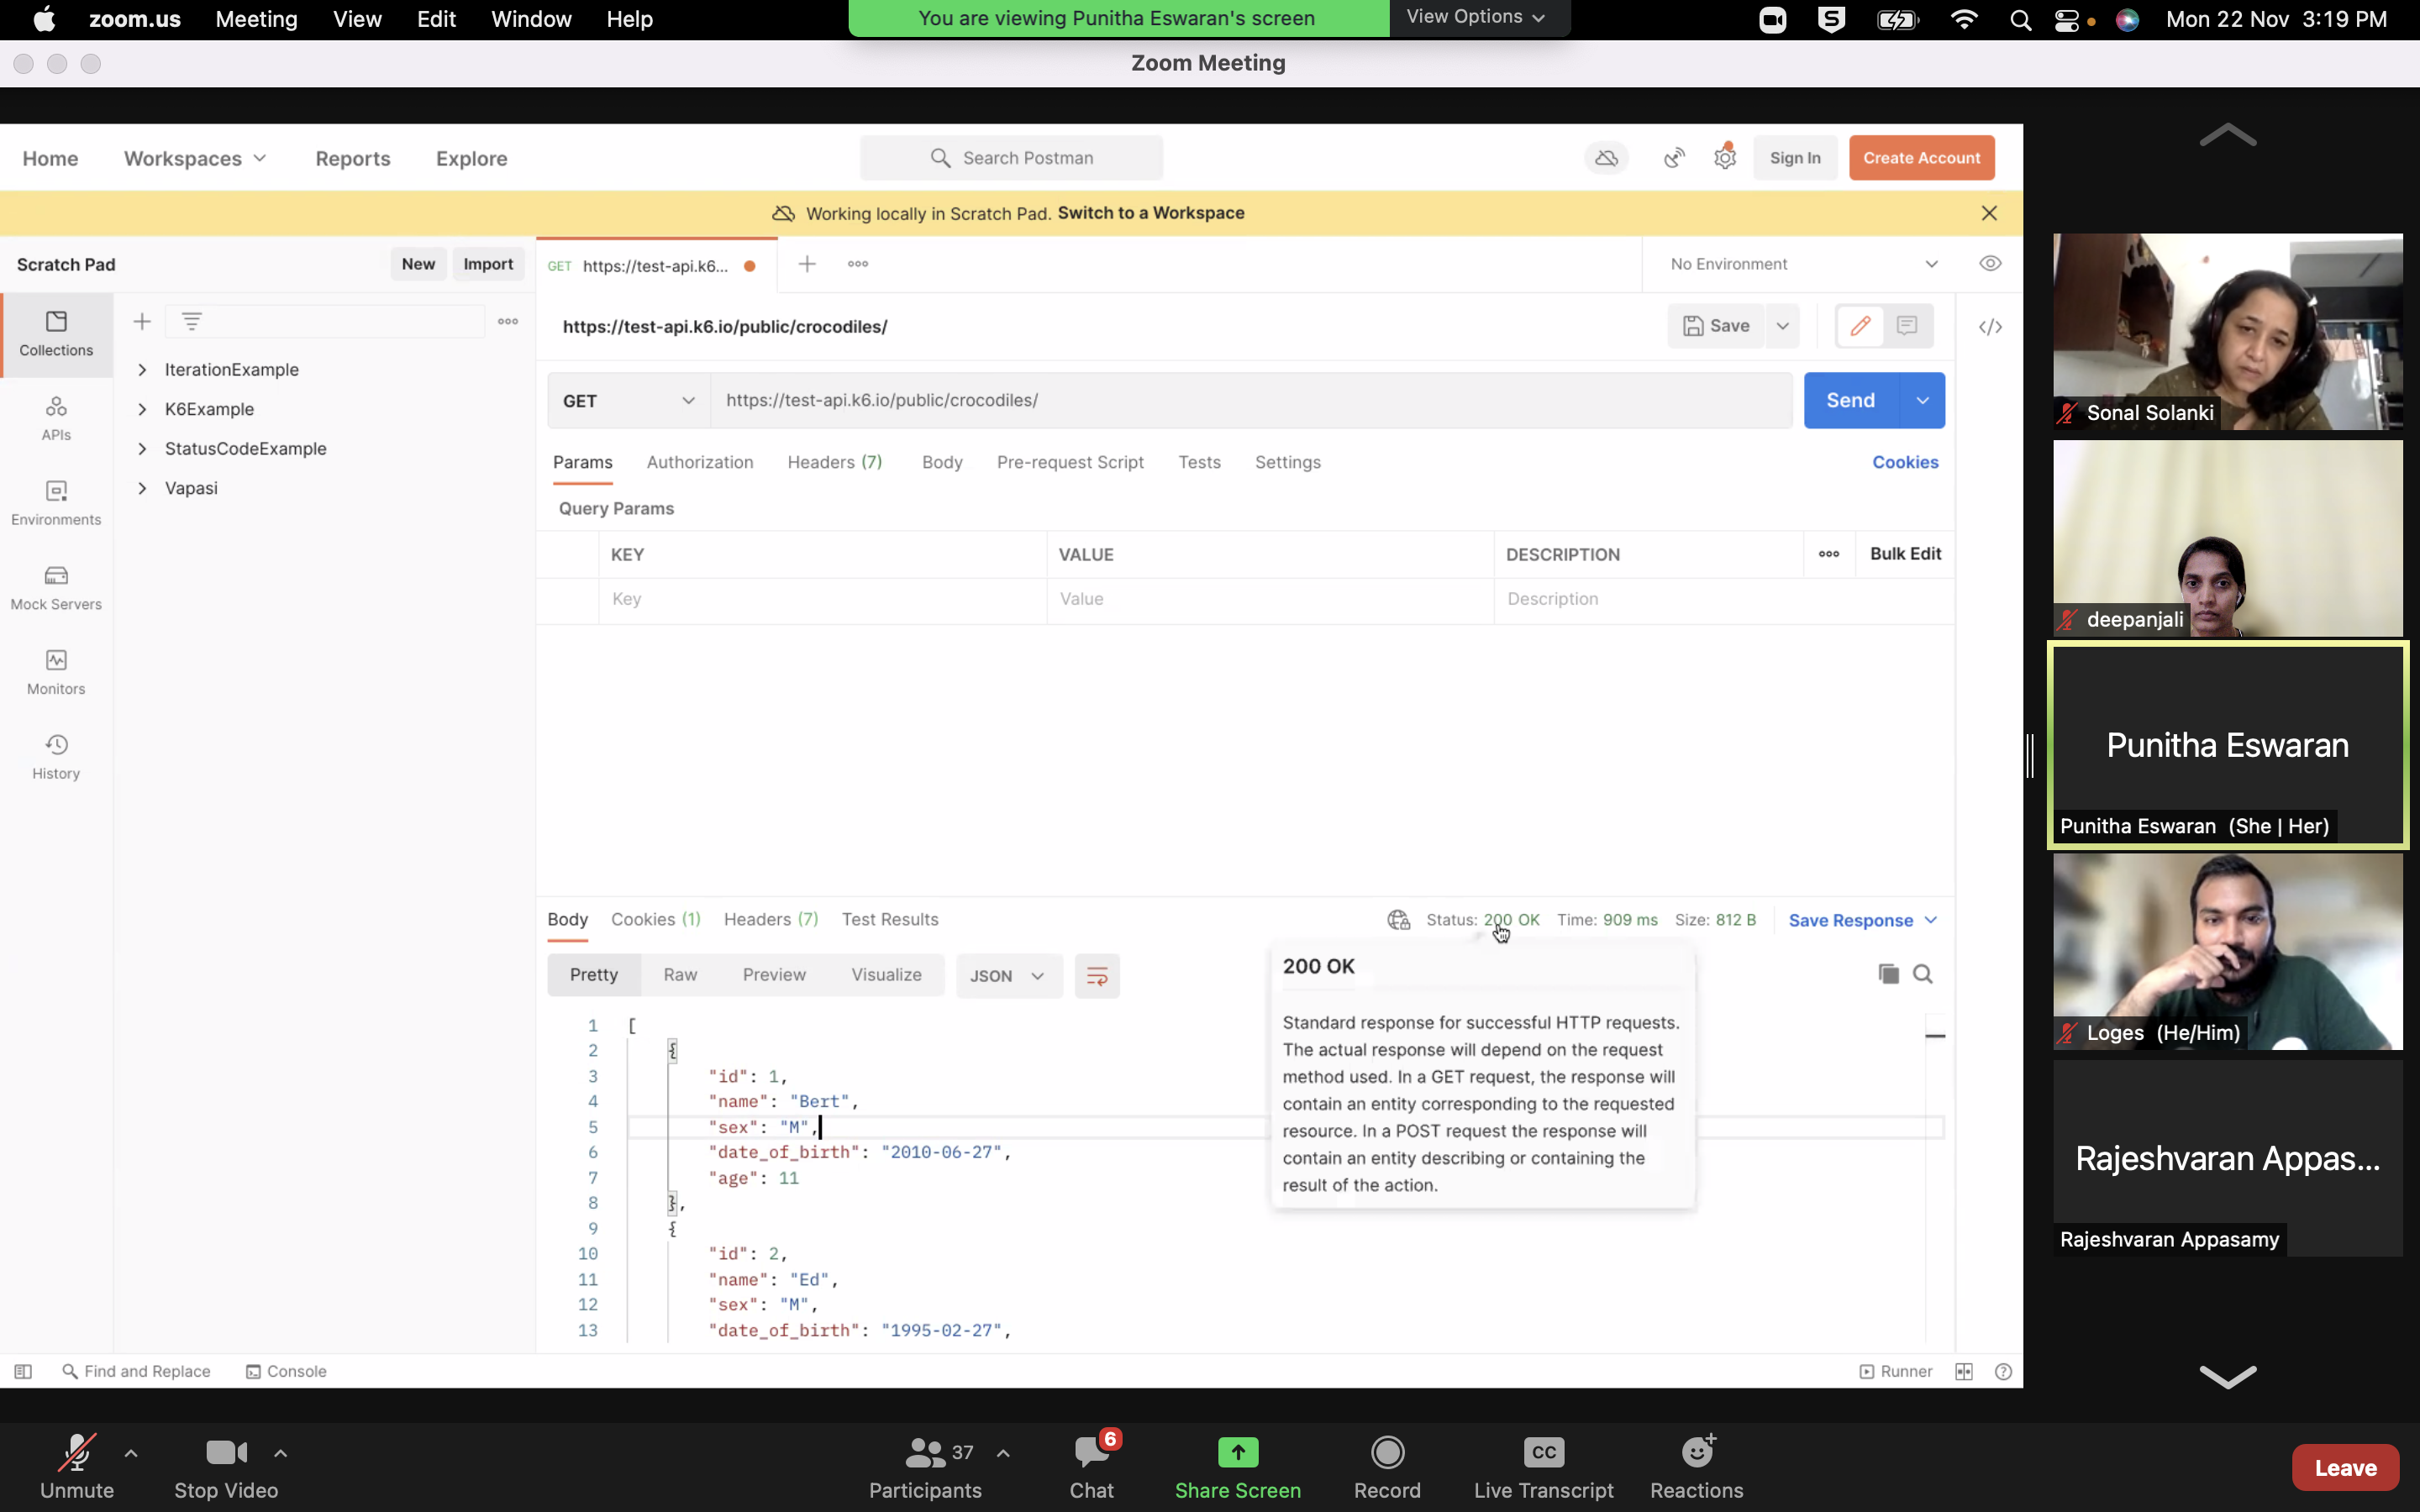 zoom.us Meeting View Edit Window Help
You are viewing Punitha Eswaran's screen View Options
Mon 22 Nov 3:19 PM
Zoom Meeting
Home Workspaces Reports Explore
Search Postman
Sign In Create Account
Working locally in Scratch Pad. Switch to a Workspace
Scratch Pad New Import
GET https://test-api.k6...
No Environment
Collections
APIs
Environments
Mock Servers
Monitors
History
IterationExample
K6Example
StatusCodeExample
Vapasi
https://test-api.k6.io/public/crocodiles/
Save
GET https://test-api.k6.io/public/crocodiles/ Send
Params Authorization Headers (7) Body Pre-request Script Tests Settings Cookies
Query Params
KEY VALUE DESCRIPTION Bulk Edit
Key Value Description
Body Cookies (1) Headers (7) Test Results
Status: 200 OK Time: 909 ms Size: 812 B Save Response
Pretty Raw Preview Visualize JSON
1 [
2 {
3 "id": 1,
4 "name": "Bert",
5 "sex": "M",
6 "date_of_birth": "2010-06-27",
7 "age": 11
8 },
9 {
10 "id": 2,
11 "name": "Ed",
12 "sex": "M",
13 "date_of_birth": "1995-02-27",
200 OK
Standard response for successful HTTP requests.
The actual response will depend on the request
method used. In a GET request, the response will
contain an entity corresponding to the requested
resource. In a POST request the response will
contain an entity describing or containing the
result of the action.
Find and Replace Console
Runner
Sonal Solanki
deepanjali
Punitha Eswaran
Punitha Eswaran (She | Her)
Loges (He/Him)
Rajeshvaran Appas...
Rajeshvaran Appasamy
37 6 CC
Unmute Stop Video Participants Chat Share Screen Record Live Transcript Reactions Leave